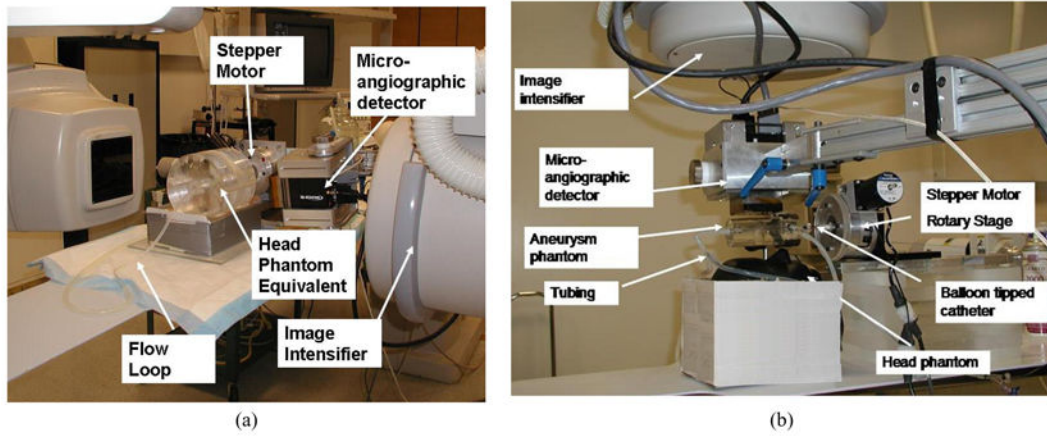 Stepper
Motor
Micro-
angiographic
detector
Head
Phantom
Equivalent
Image
Intensifier
Flow
Loop
(a)
Image
intensifier
Micro-
angiographic
detector
Aneurysm
phantom
Tubing
Stepper Motor
Rotary Stage
Balloon tipped
catheter
Head phantom
(b)